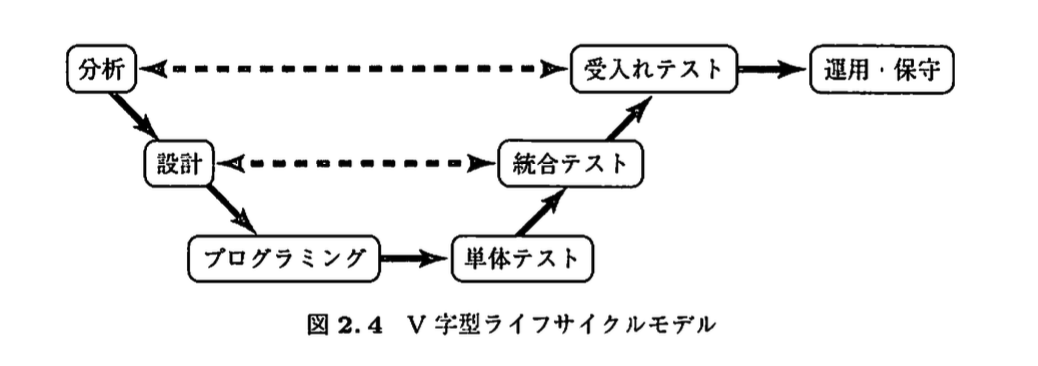 分析
受入れテスト
運用・保守
設計
統合テスト
プログラミング
単体テスト
図2.4 V字型ライフサイクルモデル